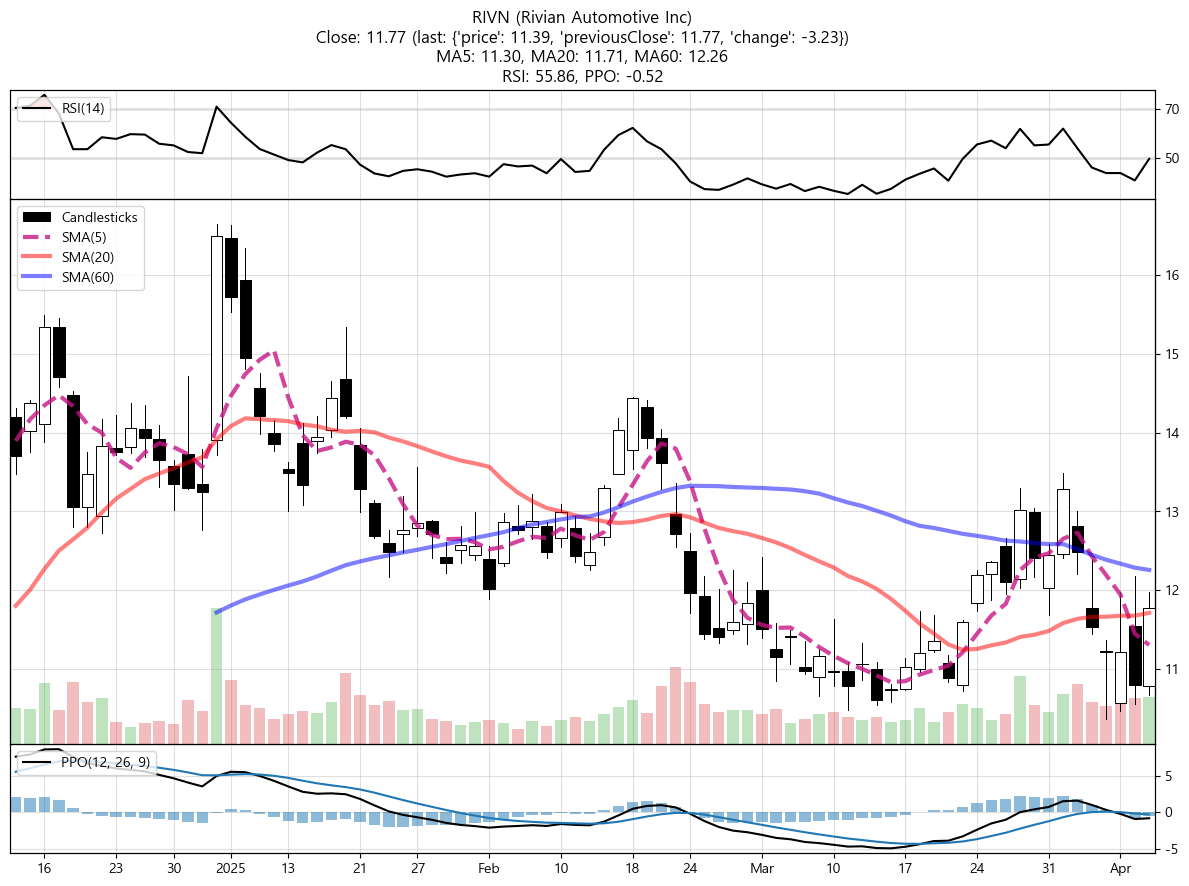 RIVN (Rivian Automotive Inc)
Close: 11.77 (last: {'price': 11.39, 'previousClose': 11.77, 'change': -3.23})
MA5: 11.30, MA20: 11.71, MA60: 12.26
RSI: 55.86, PPO: -0.52
RSI(14)
70
50
Candlesticks
SMA(5)
SMA(20)
SMA(60)
16
15
14
13
12
11
PPO(12, 26, 9)
5
0
-5
16 23 30 2025 13 21 27 Feb 10 18 24 Mar 10 17 24 31 Apr